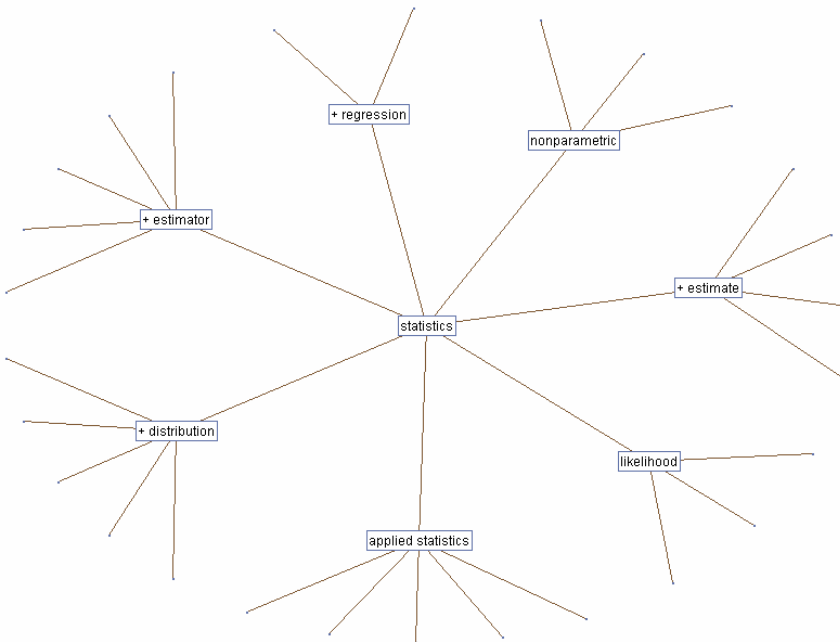 + regression
nonparametric
+ estimator
+ estimate
statistics
+ distribution
likelihood
applied statistics